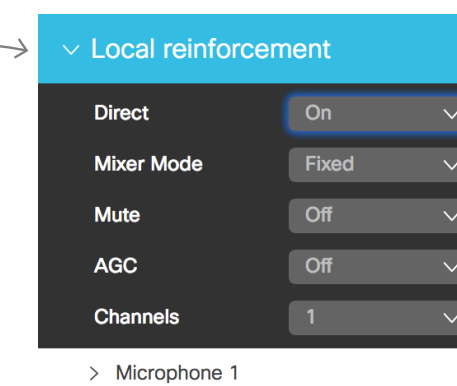 Local reinforcement
Direct On
Mixer Mode Fixed
Mute Off
AGC Off
Channels 1
Microphone 1